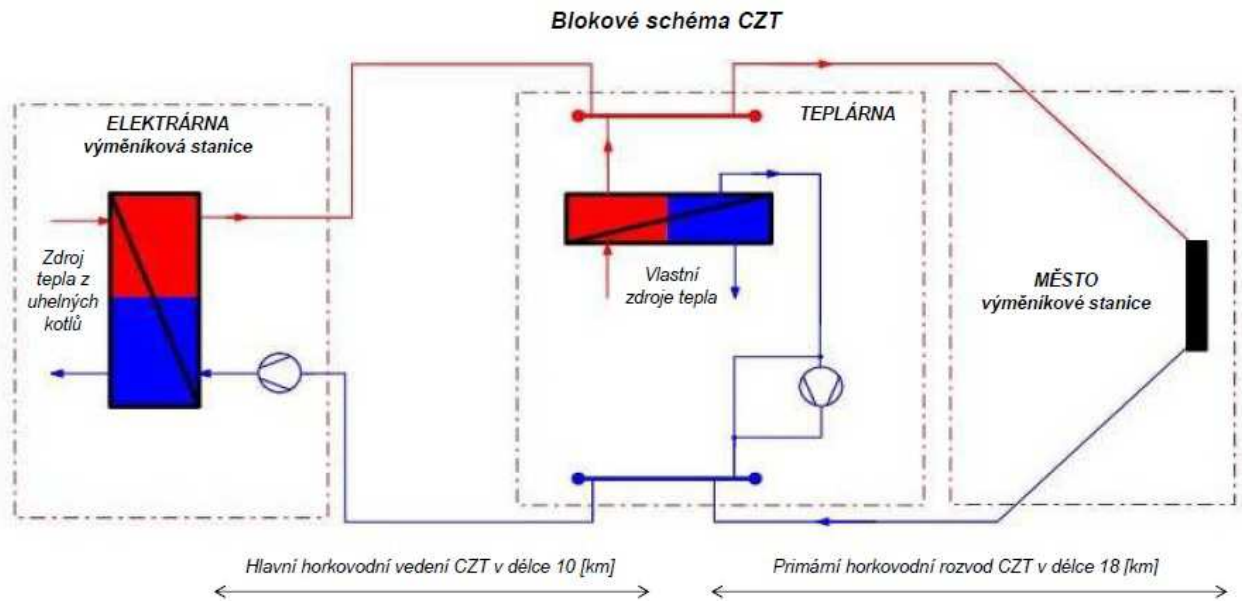 Blokové schéma CZT
ELEKTRÁRNA
výměníková stanice
TEPLÁRNA
Zdroj
tepla z
uhelných
kotlů
Vlastní
zdroje tepla
MĚSTO
výměníkové stanice
Hlavní horkovodní vedení CZT v délce 10 [km]
Primární horkovodní rozvod CZT v délce 18 [km]